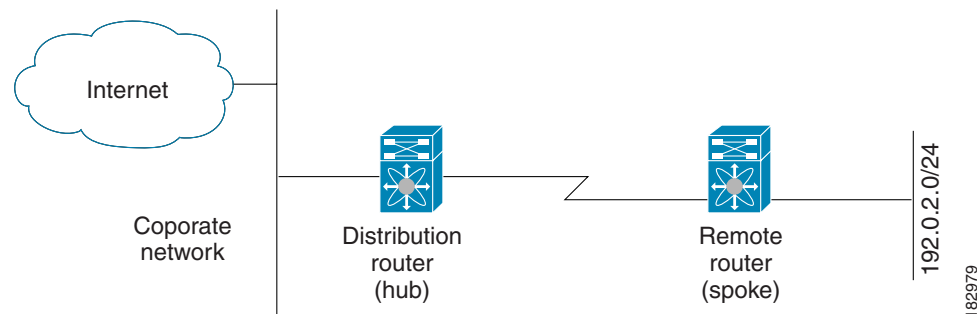 Internet
Coporate
network
Distribution
router
(hub)
Remote
router
(spoke)
192.0.2.0/24
182979